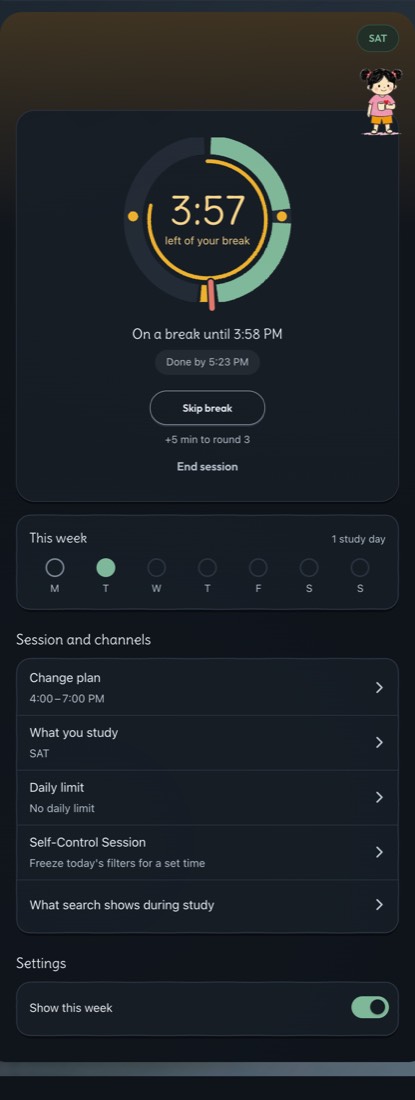 SAT
3:57
left of your break
On a break until 3:58 PM
Done by 5:23 PM
Skip break
+5 min to round 3
End session
This week
1 study day
M T W T F S S
Session and channels
Change plan
4:00–7:00 PM
What you study
SAT
Daily limit
No daily limit
Self-Control Session
Freeze today's filters for a set time
What search shows during study
Settings
Show this week